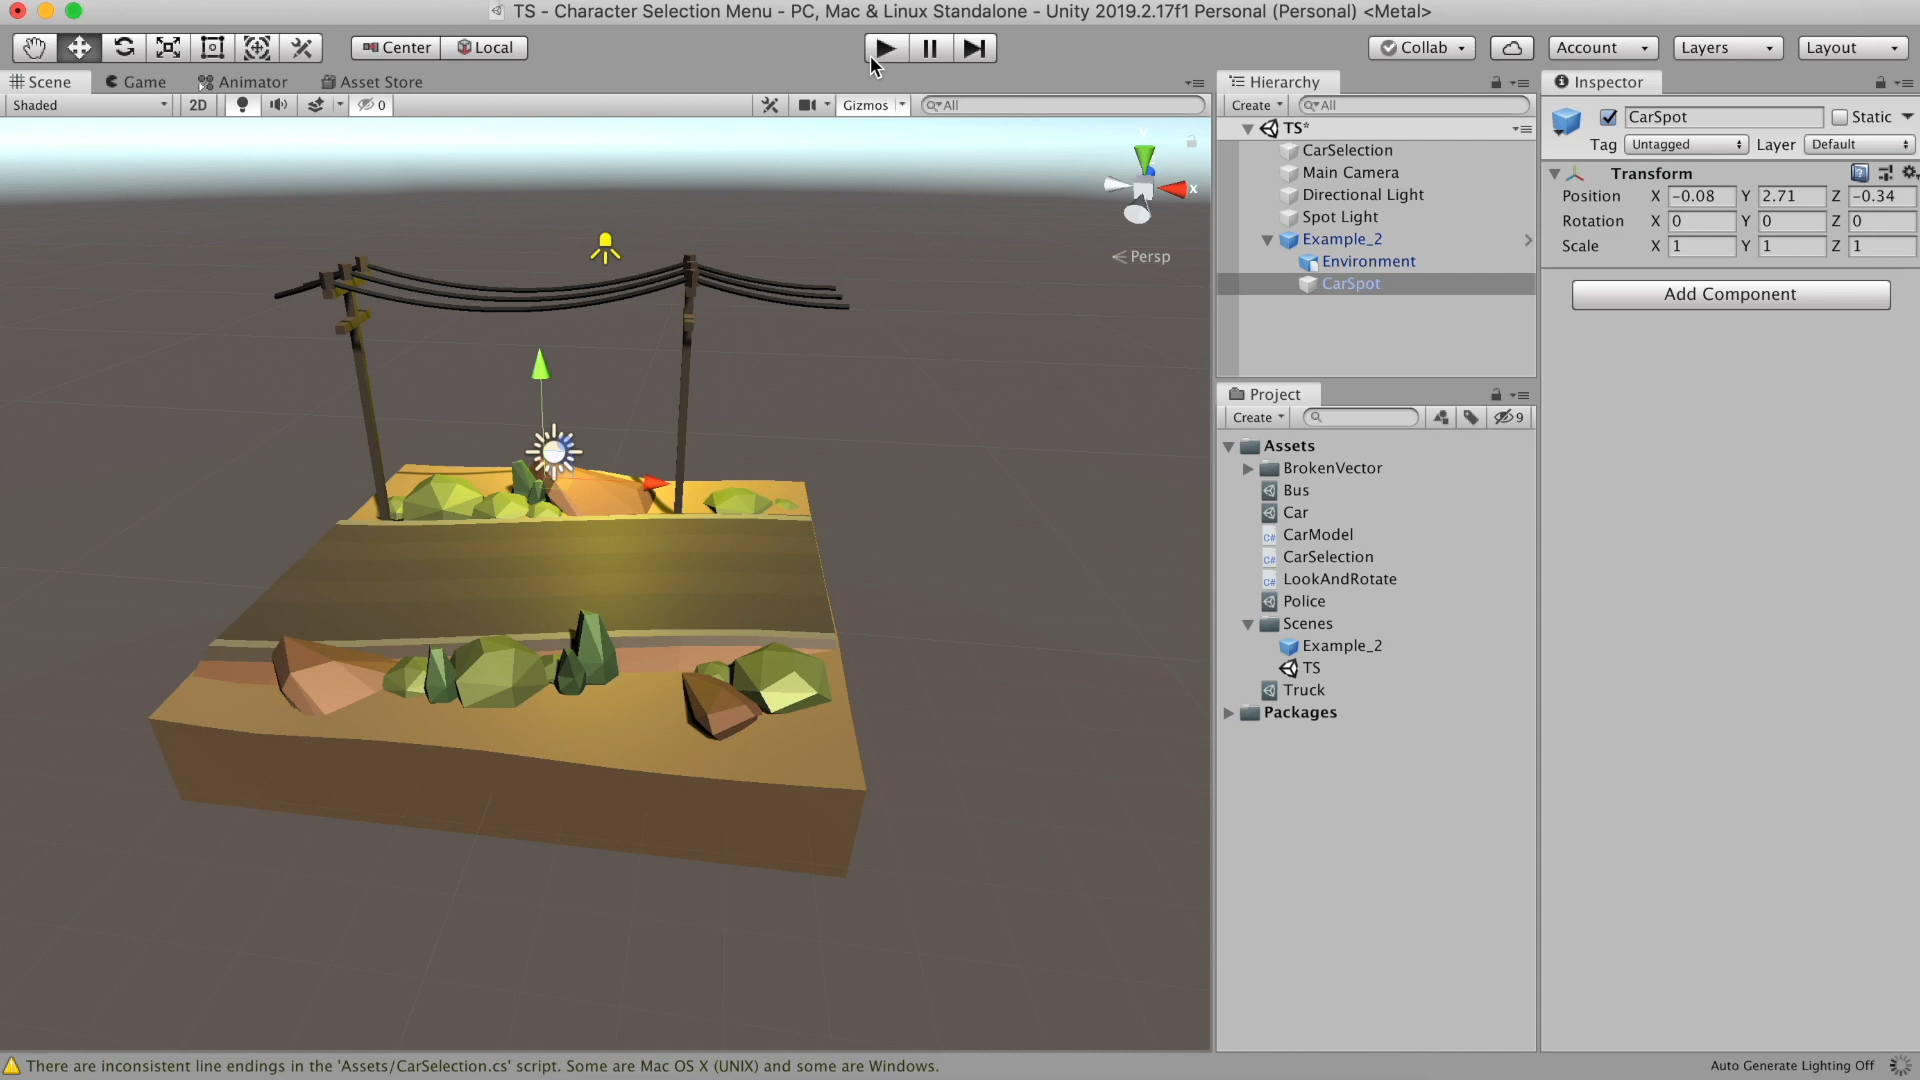 TS - Character Selection Menu - PC, Mac & Linux Standalone - Unity 2019.2.17f1 Personal (Personal) <Metal>
Center Local
Collab Account Layers Layout
Scene Game Animator Asset Store
Shaded 2D 0 Gizmos All
x
Persp
Hierarchy
Create All
TS*
CarSelection
Main Camera
Directional Light
Spot Light
Example_2
Environment
CarSpot
Project
Create 9
Assets
BrokenVector
Bus
Car
C# CarModel
C# CarSelection
C# LookAndRotate
Police
Scenes
Example_2
TS
Truck
Packages
Inspector
CarSpot Static
Tag Untagged Layer Default
Transform
Position X -0.08 Y 2.71 Z -0.34
Rotation X 0 Y 0 Z 0
Scale X 1 Y 1 Z 1
Add Component
There are inconsistent line endings in the 'Assets/CarSelection.cs' script. Some are Mac OS X (UNIX) and some are Windows.
Auto Generate Lighting Off